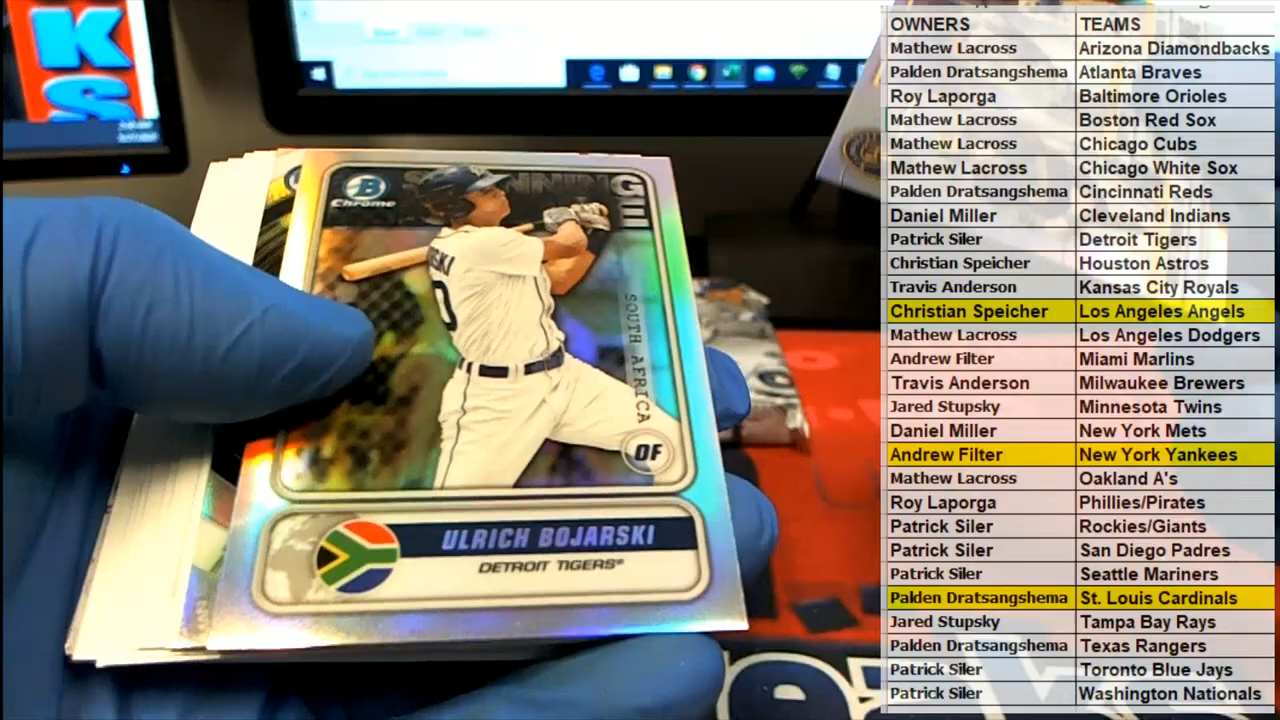 KS
B
Chrome
SPANNING
SKI
0
SOUTH AFRICA
OF
ULRICH BOJARSKI
DETROIT TIGERS®
OWNERS TEAMS
Mathew Lacross Arizona Diamondbacks
Palden Dratsangshema Atlanta Braves
Roy Laporga Baltimore Orioles
Mathew Lacross Boston Red Sox
Mathew Lacross Chicago Cubs
Mathew Lacross Chicago White Sox
Palden Dratsangshema Cincinnati Reds
Daniel Miller Cleveland Indians
Patrick Siler Detroit Tigers
Christian Speicher Houston Astros
Travis Anderson Kansas City Royals
Christian Speicher Los Angeles Angels
Mathew Lacross Los Angeles Dodgers
Andrew Filter Miami Marlins
Travis Anderson Milwaukee Brewers
Jared Stupsky Minnesota Twins
Daniel Miller New York Mets
Andrew Filter New York Yankees
Mathew Lacross Oakland A's
Roy Laporga Phillies/Pirates
Patrick Siler Rockies/Giants
Patrick Siler San Diego Padres
Patrick Siler Seattle Mariners
Palden Dratsangshema St. Louis Cardinals
Jared Stupsky Tampa Bay Rays
Palden Dratsangshema Texas Rangers
Patrick Siler Toronto Blue Jays
Patrick Siler Washington Nationals